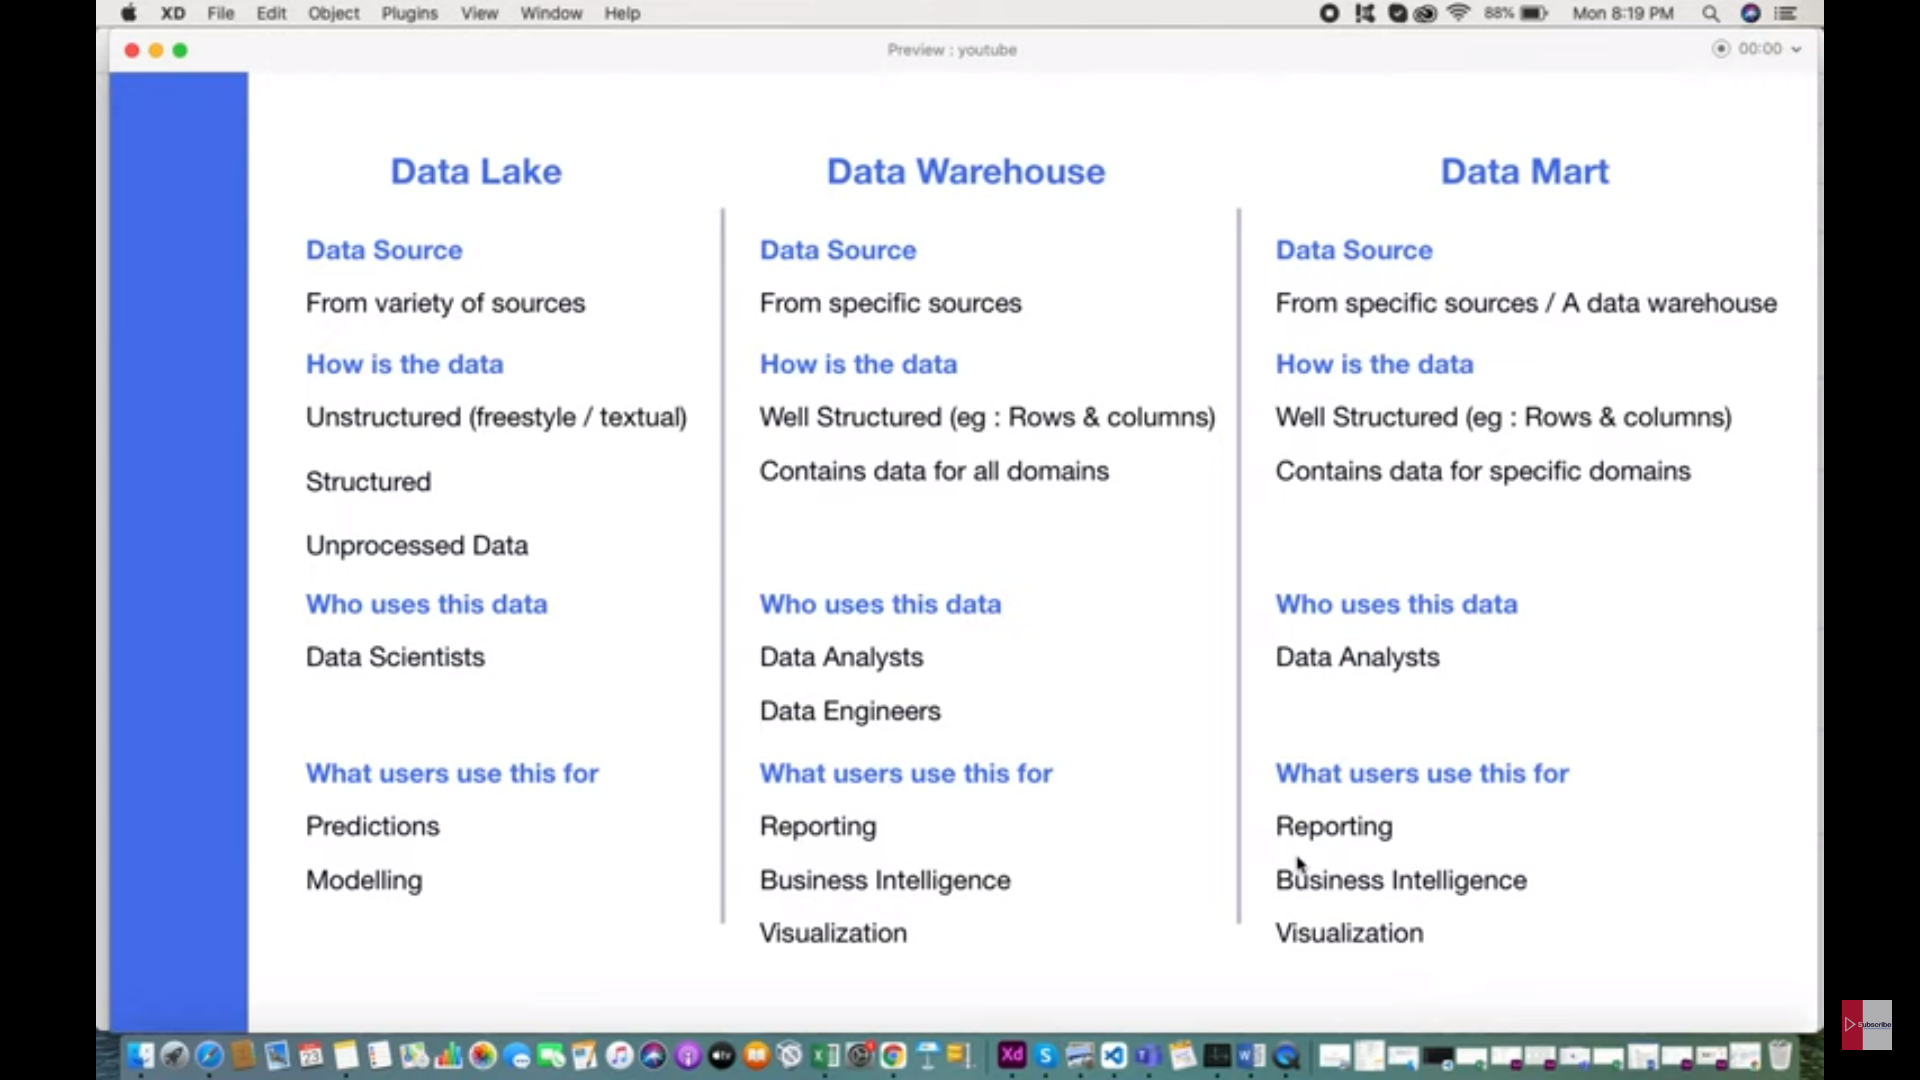 XD File Edit Object Plugins View Window Help
88% Mon 8:19 PM
Preview : youtube
00:00
Data Lake
Data Source
From variety of sources
How is the data
Unstructured (freestyle / textual)
Structured
Unprocessed Data
Who uses this data
Data Scientists
What users use this for
Predictions
Modelling
Data Warehouse
Data Source
From specific sources
How is the data
Well Structured (eg : Rows & columns)
Contains data for all domains
Who uses this data
Data Analysts
Data Engineers
What users use this for
Reporting
Business Intelligence
Visualization
Data Mart
Data Source
From specific sources / A data warehouse
How is the data
Well Structured (eg : Rows & columns)
Contains data for specific domains
Who uses this data
Data Analysts
What users use this for
Reporting
Business Intelligence
Visualization
23
Xd
Subscribe